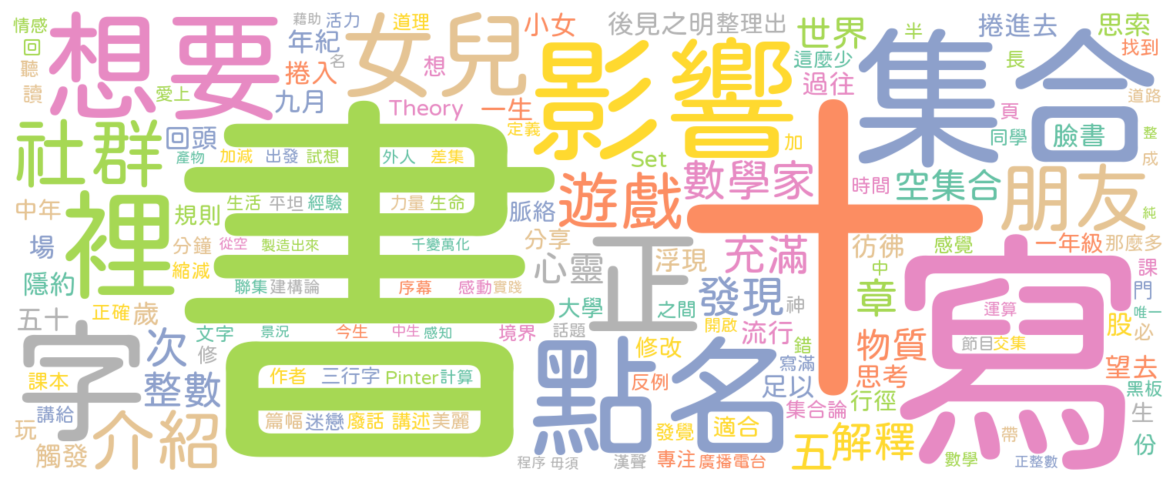 情感 想要 女兒 小女 後見之明 整理出 世界 半 捲進去 思索
藉助 活力 道理 年紀 名 想 影響 這麼少 集合 長 找到
回 聽 讀 愛上 捲入 九月 Theory 一生 過往 頁 道路
社群 回頭 定義 加 同學 臉書 整 成
產物 加減 出發 試想 外人 差集 Set 數學家 時間 空集合 朋友 純
書 十 遊戲
裡 中年 規則 生活 平坦 經驗 力量 生命 脈絡
場 分鐘 從空 製造出來 千變萬化 分享 正 浮現 充滿 彷彿 感覺 一年級 那麼多
隱約 縮減 聯集 建構論 序幕 感動 實踐 心靈 發現 神 中 章 寫 課 門
五十 正確 歲 大學 之間 運算 股 唯一 必
字 次 修 文字 景況 今生 中生 感知 境界 話題 開啟 流行 錯 物質 節目 交集
點名 修改 寫滿 思考 望去
課本 整數 作者 三行字 Pinter 計算 反例 足以 行徑 黑板
講給 生
玩 介紹 篇幅 迷戀 廢話 講述 美麗 發覺 適合 集合論 五 解釋 帶 份
觸發 程序 毋須 漢聲 專注 廣播電台 數學 正整數